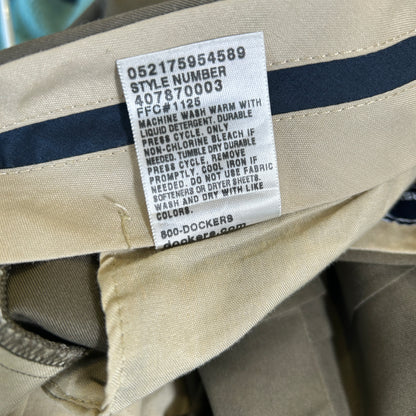 052175954589
STYLE NUMBER
407870003
FFC#1125
MACHINE WASH WARM WITH
LIQUID DETERGENT. DURABLE
PRESS CYCLE. ONLY
NON-CHLORINE BLEACH IF
NEEDED. TUMBLE DRY DURABLE
PRESS CYCLE, REMOVE
PROMPTLY. COOL IRON IF
NEEDED. DO NOT USE FABRIC
SOFTENERS OR DRYER SHEETS.
WASH AND DRY WITH LIKE
COLORS.
800-DOCKERS
dockers.com